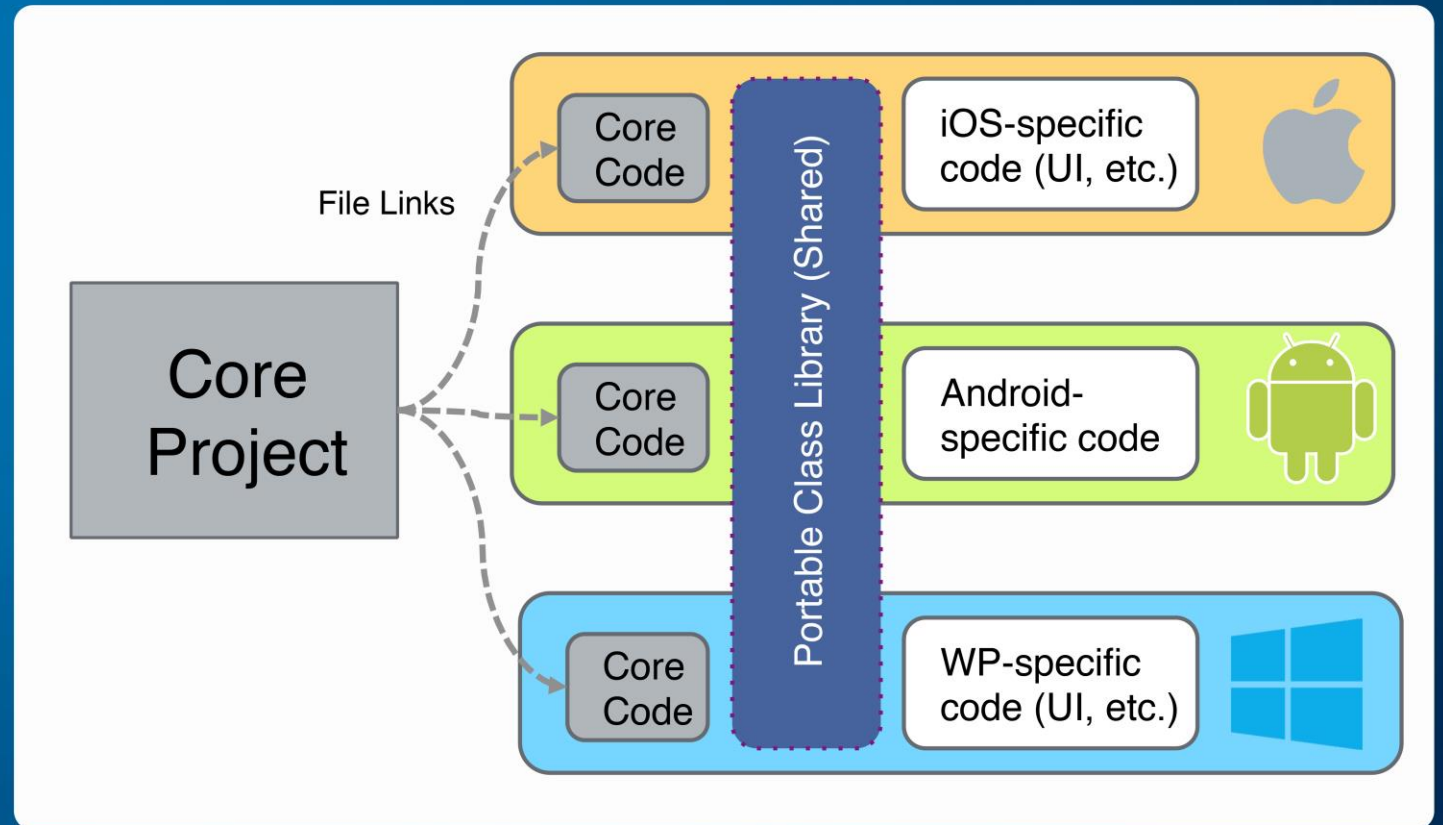 File Links
Core
Project
Core
Code
iOS-specific
code (UI, etc.)
Portable Class Library (Shared)
Core
Code
Android-
specific code
Core
Code
WP-specific
code (UI, etc.)